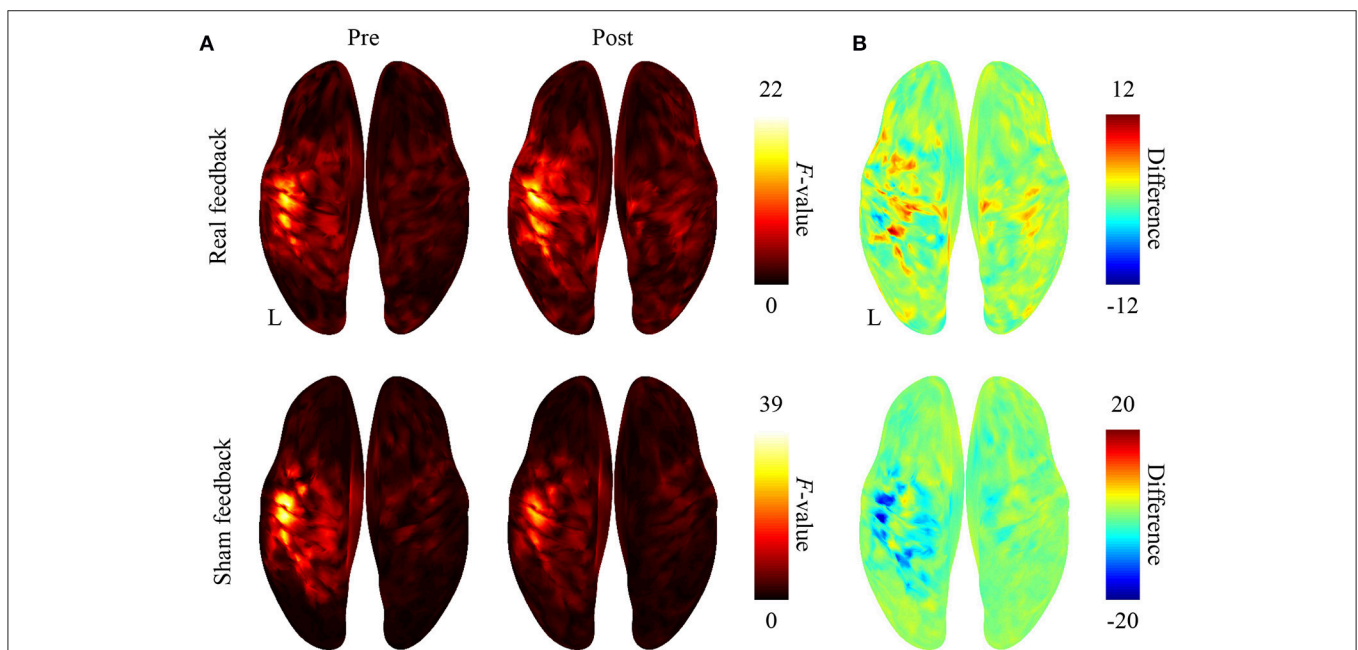 A
Pre
Post
B
Real feedback
22
F-value
0
12
Difference
-12
L
L
Sham feedback
39
F-value
0
20
Difference
-20